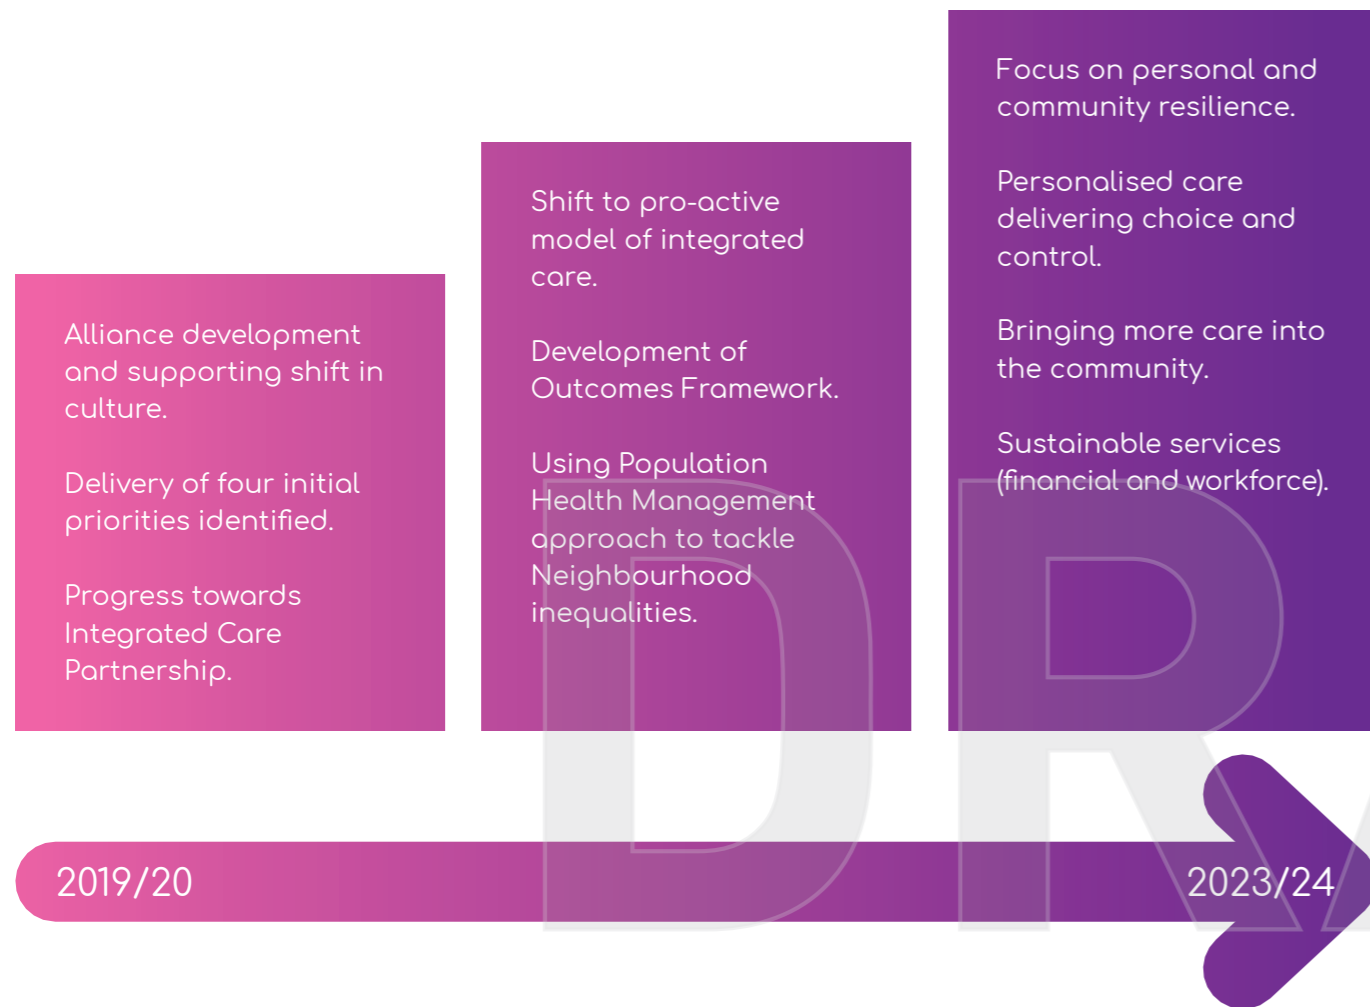 Alliance development
and supporting shift in
culture.
Delivery of four initial
priorities identified.
Progress towards
Integrated Care
Partnership.
Shift to pro-active
model of integrated
care.
Development of
Outcomes Framework.
Using Population
Health Management
approach to tackle
Neighbourhood
inequalities.
Focus on personal and
community resilience.
Personalised care
delivering choice and
control.
Bringing more care into
the community.
Sustainable services
(financial and workforce).
2019/20
2023/24
DR